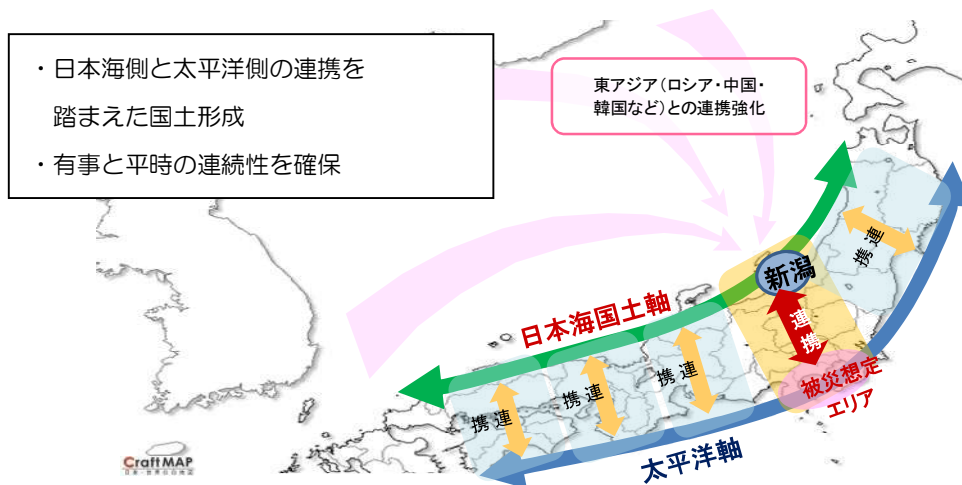 ・日本海側と太平洋側の連携を
踏まえた国土形成
・有事と平時の連続性を確保
東アジア（ロシア・中国・
韓国など）との連携強化
新潟
連携
連携
日本海国土軸
連携
連携
連携
被災想定
エリア
太平洋軸
CraftMAP